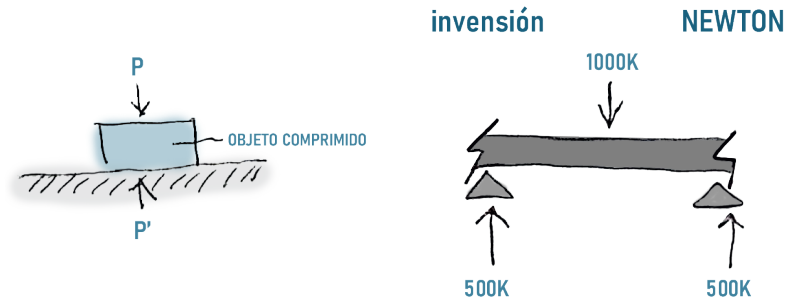 invensión NEWTON
P
OBJETO COMPRIMIDO
P'
1000K
500K 500K